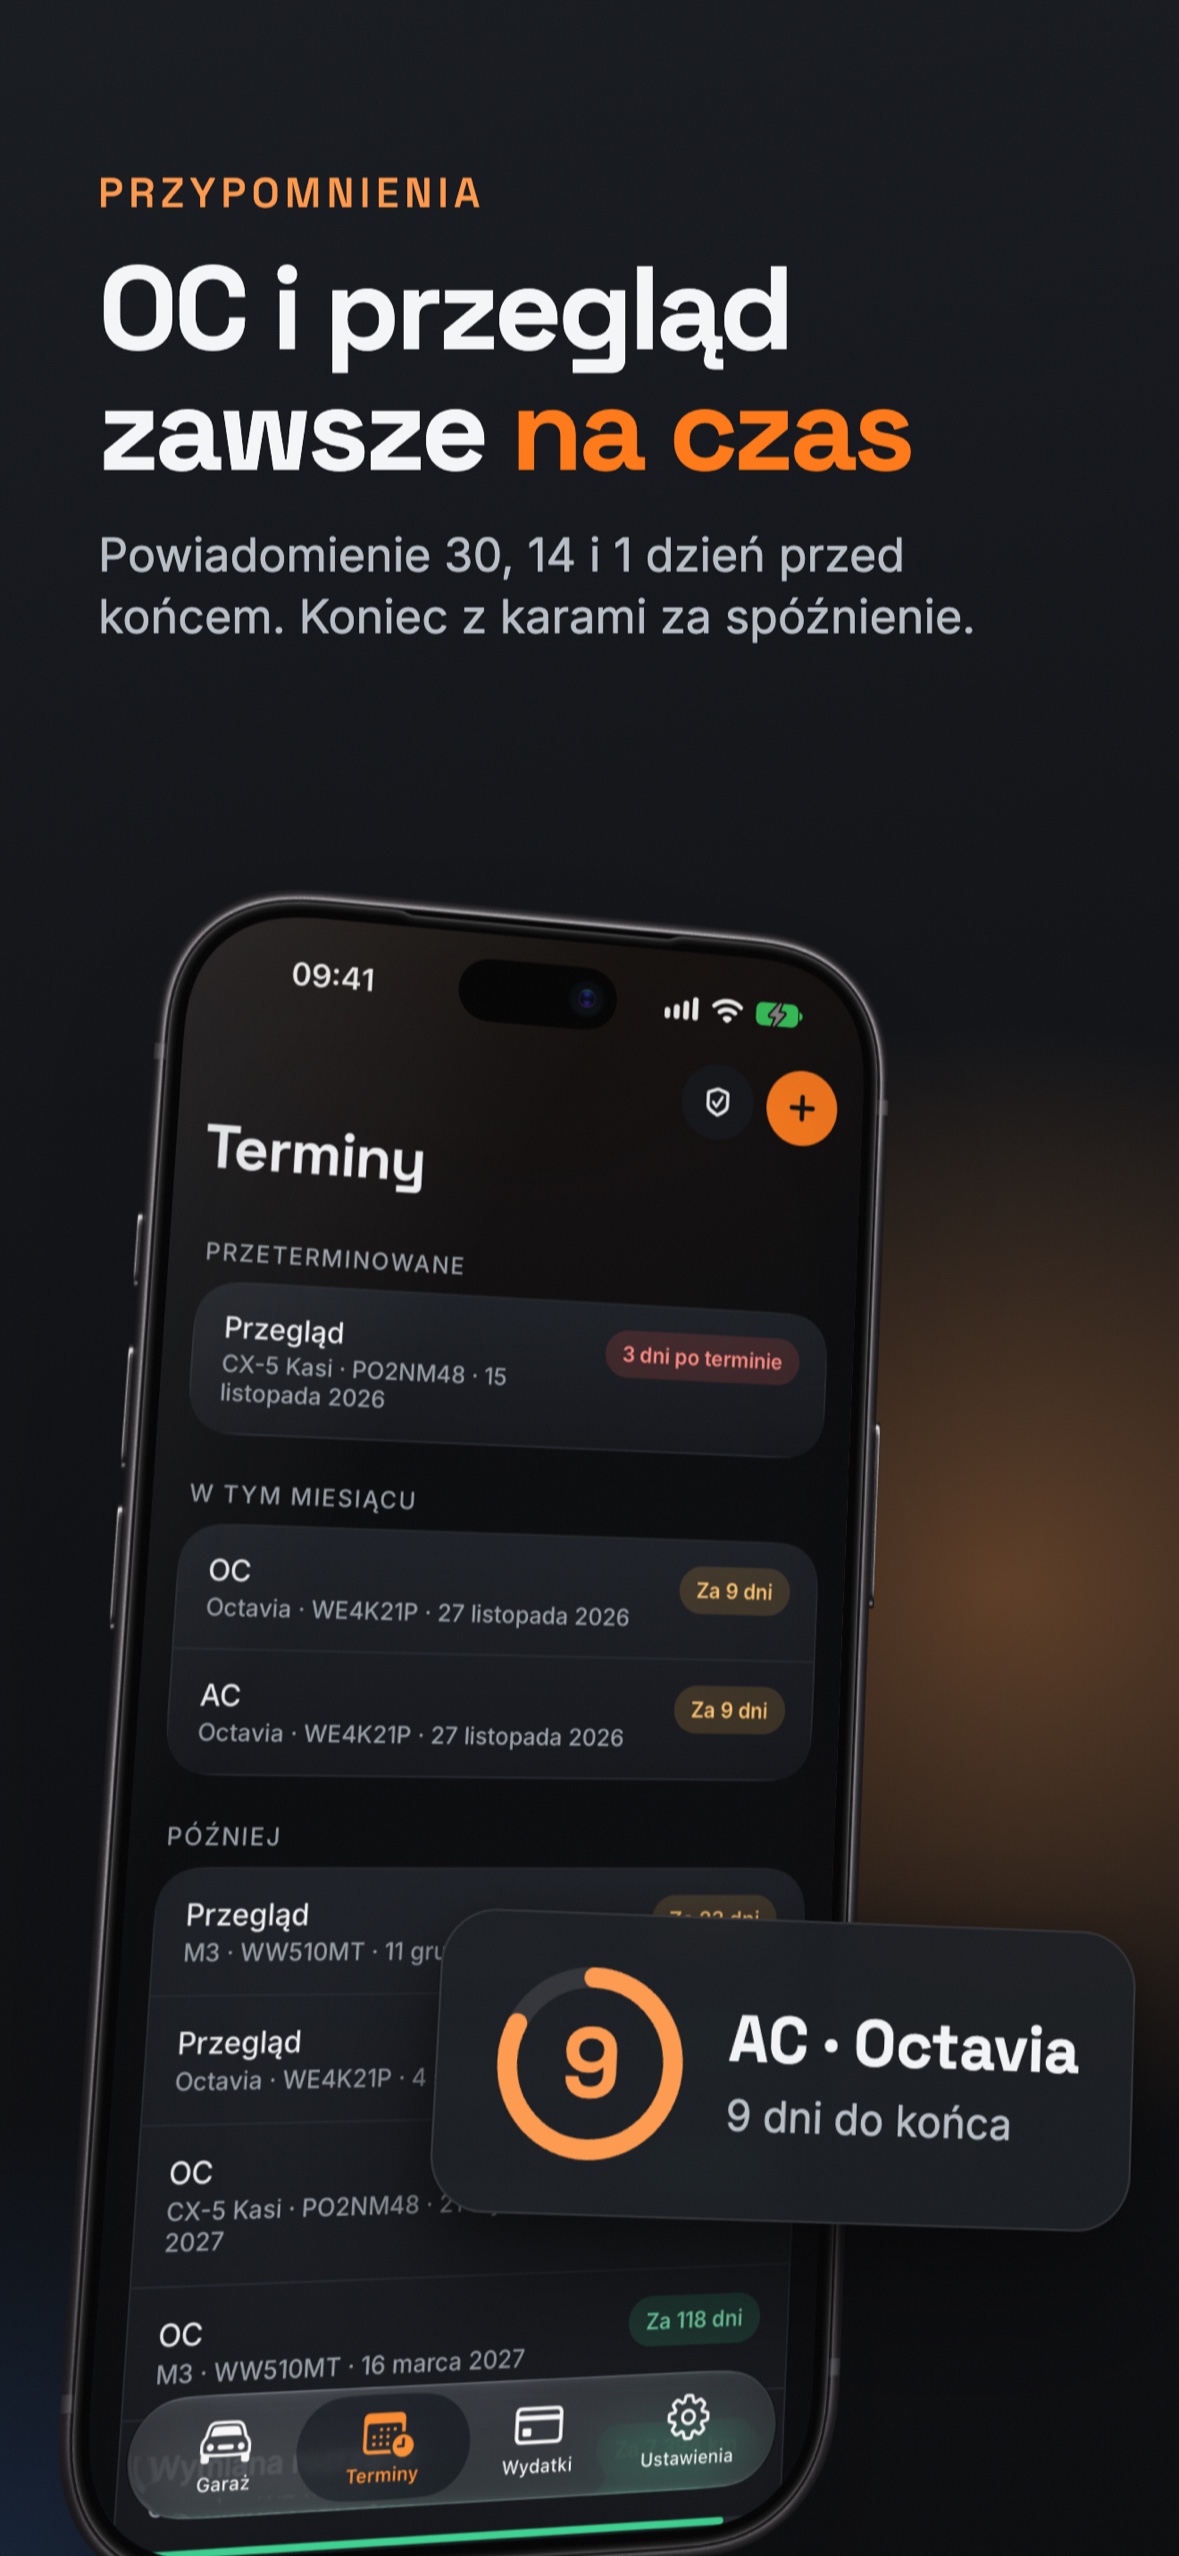 PRZYPOMNIENIA
OC i przegląd
zawsze na czas
Powiadomienie 30, 14 i 1 dzień przed
końcem. Koniec z karami za spóźnienie.
09:41
Terminy
PRZETERMINOWANE
Przegląd
3 dni po terminie
CX-5 Kasi · PO2NM48 · 15
listopada 2026
W TYM MIESIĄCU
OC
Za 9 dni
Octavia · WE4K21P · 27 listopada 2026
AC
Za 9 dni
Octavia · WE4K21P · 27 listopada 2026
PÓŹNIEJ
Przegląd
M3 · WW510MT · 11
9
AC · Octavia
9 dni do końca
Przegląd
Octavia · WE4K21P · 4
OC
CX-5 Kasi · PO2NM48 ·
2027
OC
Za 118 dni
M3 · WW510MT · 16 marca 2027
Garaż
Terminy
Wydatki
Ustawienia